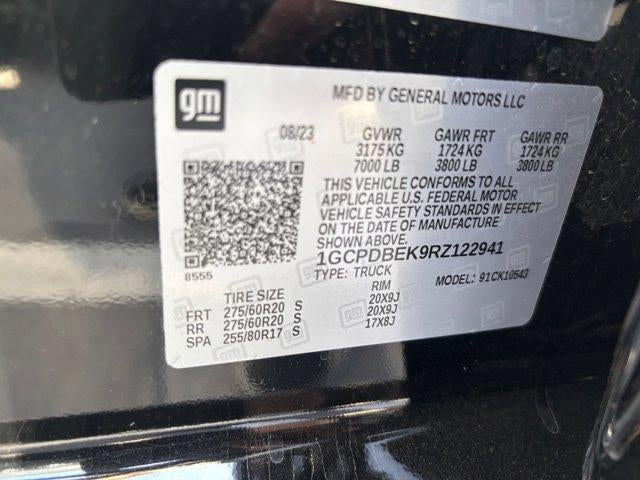 gm
MFD BY GENERAL MOTORS LLC
08/23 GVWR GAWR FRT GAWR RR
3175 KG 1724 KG 1724 KG
7000 LB 3800 LB 3800 LB
THIS VEHICLE CONFORMS TO ALL
APPLICABLE U.S. FEDERAL MOTOR
VEHICLE SAFETY STANDARDS IN EFFECT
ON THE DATE OF MANUFACTURE
SHOWN ABOVE.
8555
1GCPDBEK9RZ122941
TYPE: TRUCK MODEL: 91CK10543
TIRE SIZE RIM
FRT 275/60R20 S 20X9J
RR 275/60R20 S 20X9J
SPA 255/80R17 S 17X8J